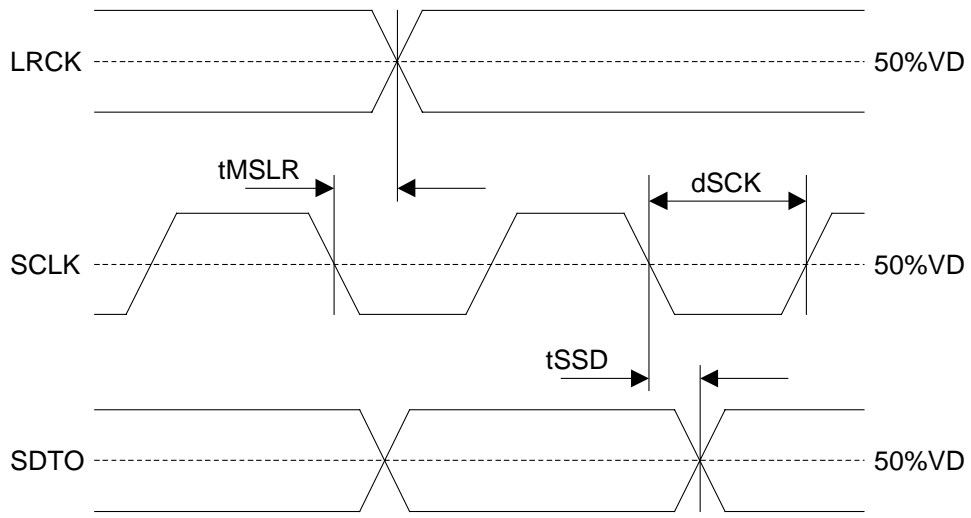 LRCK 50%VD
tMSLR dSCK
SCLK 50%VD
tSSD
SDTO 50%VD